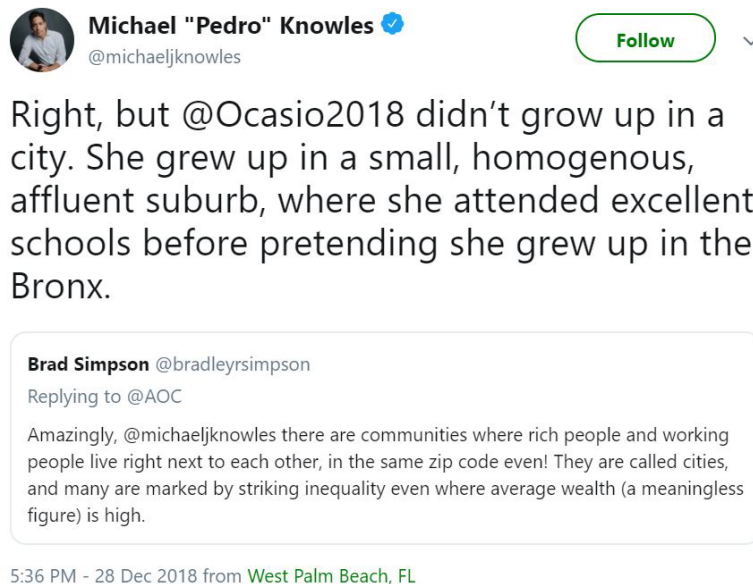 Michael "Pedro" Knowles
@michaeljknowles
Follow
Right, but @Ocasio2018 didn’t grow up in a
city. She grew up in a small, homogenous,
affluent suburb, where she attended excellent
schools before pretending she grew up in the
Bronx.
Brad Simpson @bradleyrsimpson
Replying to @AOC
Amazingly, @michaeljknowles there are communities where rich people and working
people live right next to each other, in the same zip code even! They are called cities,
and many are marked by striking inequality even where average wealth (a meaningless
figure) is high.
5:36 PM - 28 Dec 2018 from West Palm Beach, FL